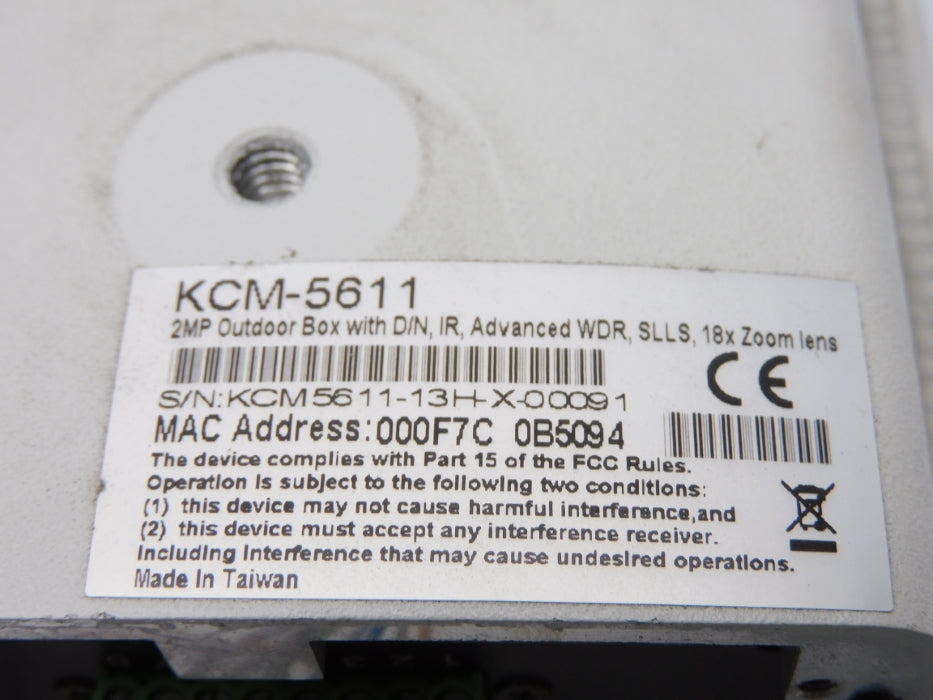 KCM-5611
2MP Outdoor Box with D/N, IR, Advanced WDR, SLLS, 18x Zoom lens
CE
S/N:KCM5611-13H-X-00091
MAC Address:000F7C 0B5094
The device complies with Part 15 of the FCC Rules.
Operation is subject to the following two conditions:
(1) this device may not cause harmful interference,and
(2) this device must accept any interference receiver.
including interference that may cause undesired operations.
Made In Taiwan